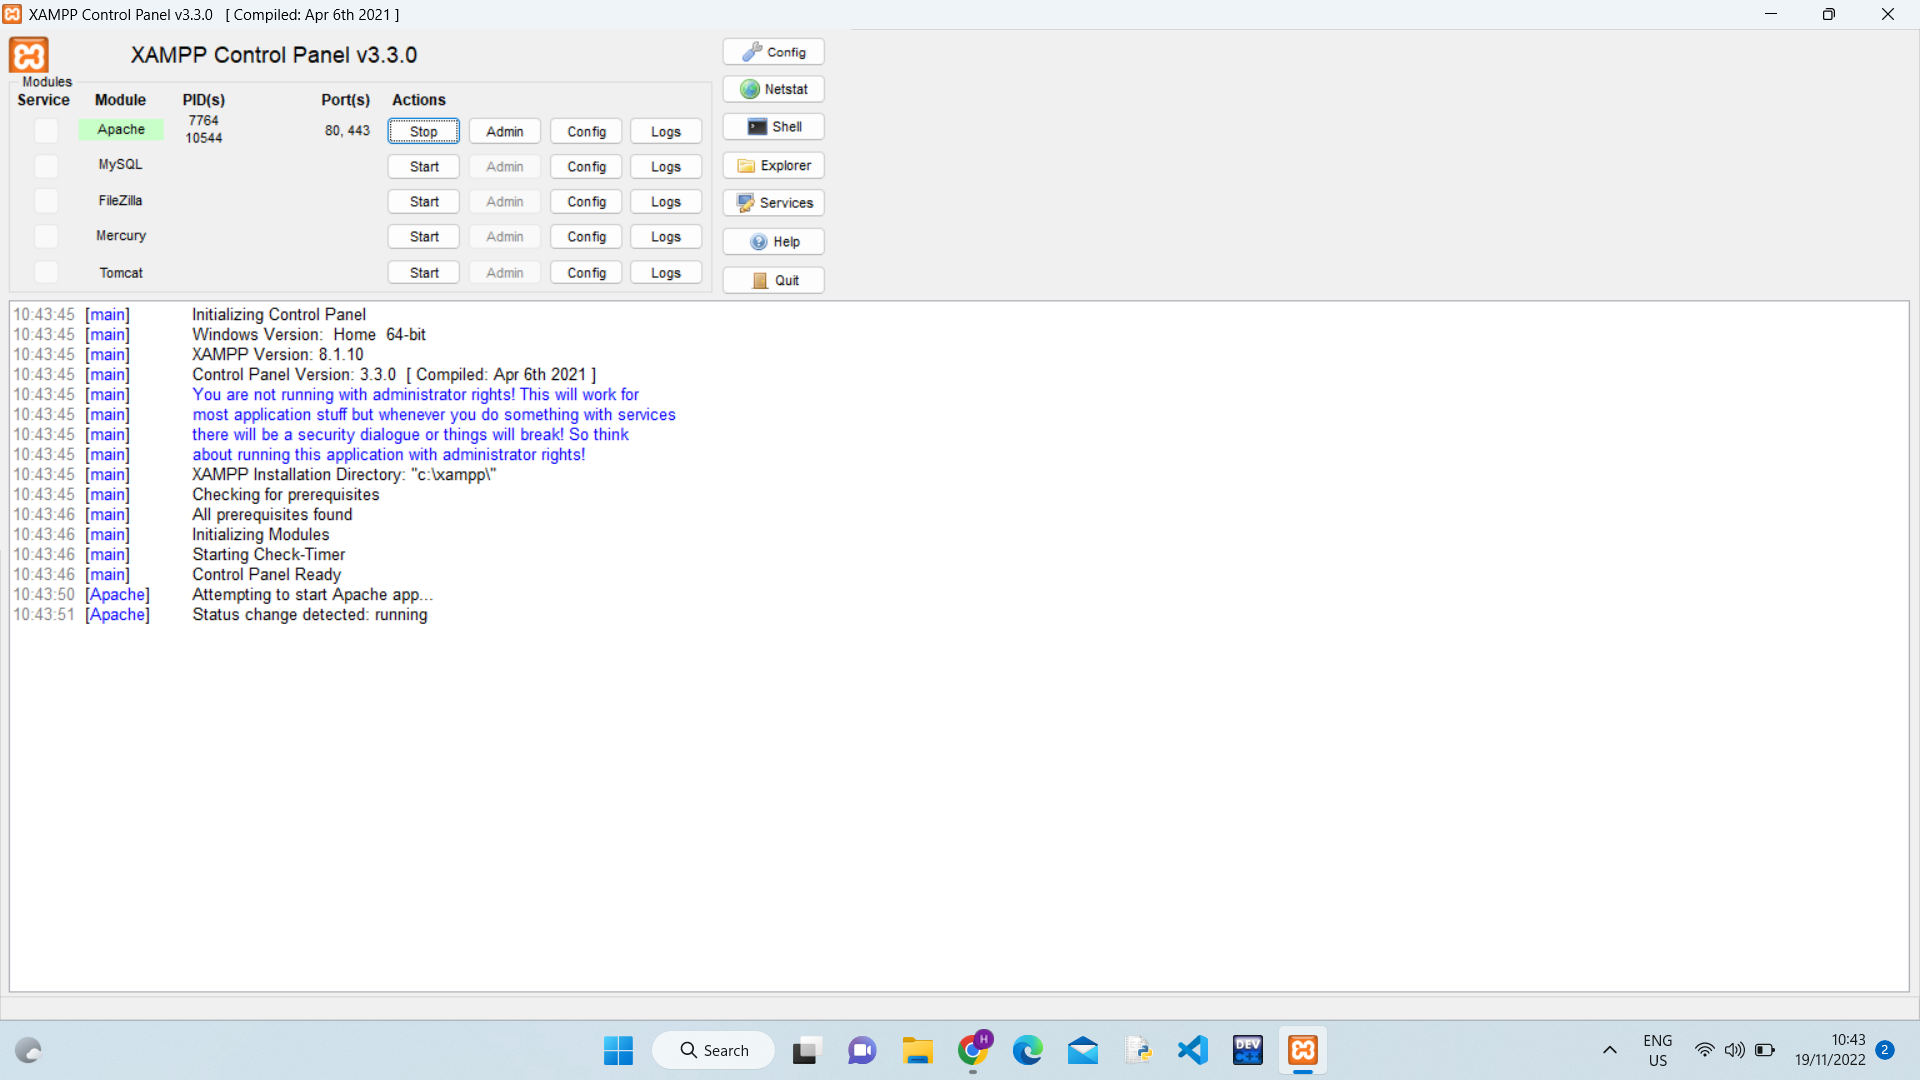 XAMPP Control Panel v3.3.0 [ Compiled: Apr 6th 2021 ]
XAMPP Control Panel v3.3.0
Config
Modules
Service Module PID(s) Port(s) Actions
Netstat
Apache 7764 10544 80, 443 Stop Admin Config Logs
Shell
MySQL Start Admin Config Logs
Explorer
FileZilla Start Admin Config Logs
Services
Mercury Start Admin Config Logs
Help
Tomcat Start Admin Config Logs
Quit
10:43:45 [main] Initializing Control Panel
10:43:45 [main] Windows Version: Home 64-bit
10:43:45 [main] XAMPP Version: 8.1.10
10:43:45 [main] Control Panel Version: 3.3.0 [ Compiled: Apr 6th 2021 ]
10:43:45 [main] You are not running with administrator rights! This will work for
10:43:45 [main] most application stuff but whenever you do something with services
10:43:45 [main] there will be a security dialogue or things will break! So think
10:43:45 [main] about running this application with administrator rights!
10:43:45 [main] XAMPP Installation Directory: "c:\xampp\"
10:43:45 [main] Checking for prerequisites
10:43:46 [main] All prerequisites found
10:43:46 [main] Initializing Modules
10:43:46 [main] Starting Check-Timer
10:43:46 [main] Control Panel Ready
10:43:50 [Apache] Attempting to start Apache app...
10:43:51 [Apache] Status change detected: running
Search
H
DEV
C++
ENG
US
10:43
19/11/2022
2